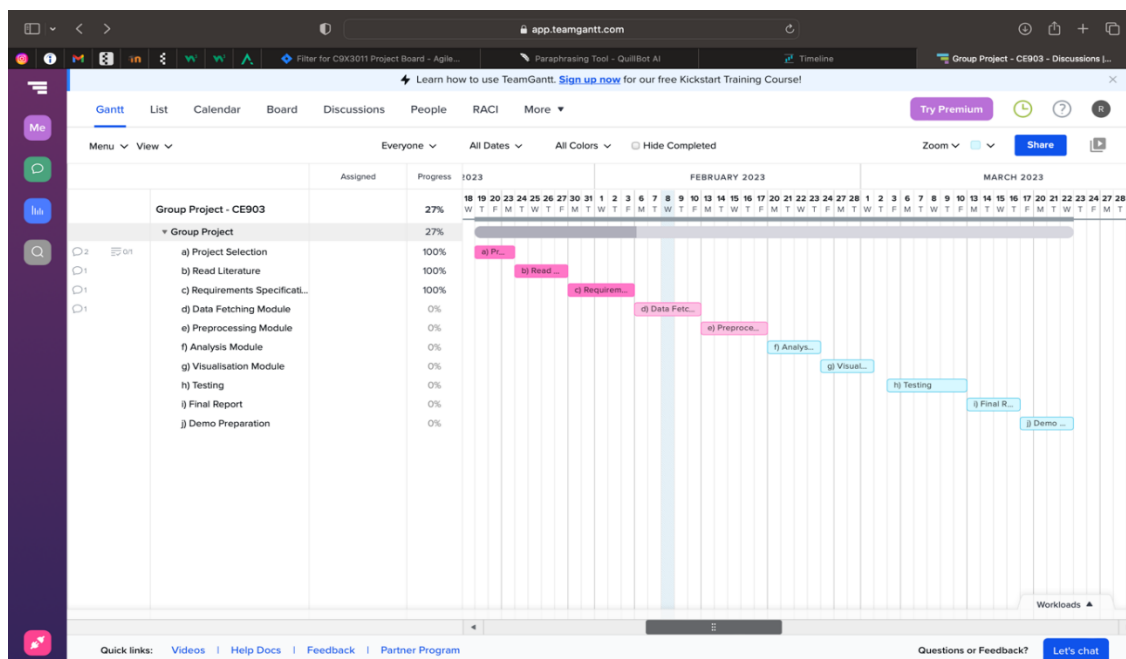 app.teamgantt.com
Filter for C9X3011 Project Board - Agile...
Paraphrasing Tool - QuillBot AI
Timeline
Group Project - CE903 - Discussions |...
Learn how to use TeamGantt. Sign up now for our free Kickstart Training Course!
Gantt List Calendar Board Discussions People RACI More
Try Premium
R
Me
Menu View Everyone All Dates All Colors Hide Completed Zoom Share
Assigned Progress 2023 FEBRUARY 2023 MARCH 2023
18 19 20 23 24 25 26 27 30 31 1 2 3 6 7 8 9 10 13 14 15 16 17 20 21 22 23 24 27 28 1 2 3 6 7 8 9 10 13 14 15 16 17 20 21 22 23 24 27 28
W T F M T W T F M T W T F M T W T F M T W T F M T W T F M T W T F M T W T F M T W T F M T W T F M T
Group Project - CE903 27%
Group Project 27%
2 0/1 a) Project Selection 100% a) Pr...
1 b) Read Literature 100% b) Read ...
1 c) Requirements Specificati... 100% c) Requirem...
1 d) Data Fetching Module 0% d) Data Fetc...
e) Preprocessing Module 0% e) Preproce...
f) Analysis Module 0% f) Analys...
g) Visualisation Module 0% g) Visual...
h) Testing 0% h) Testing
i) Final Report 0% i) Final R...
j) Demo Preparation 0% j) Demo ...
Workloads
Quick links: Videos | Help Docs | Feedback | Partner Program
Questions or Feedback? Let's chat